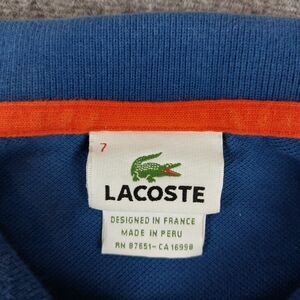 7
LACOSTE
DESIGNED IN FRANCE
MADE IN PERU
RN 87651-CA 16998